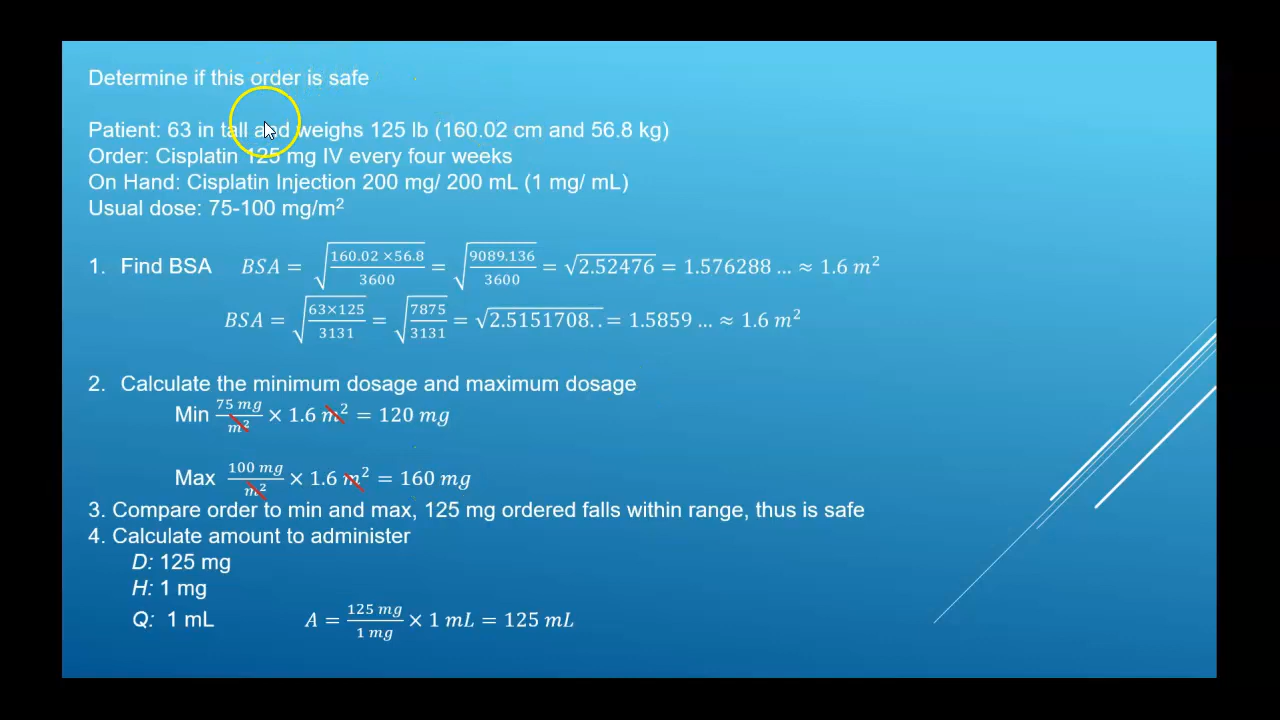 Determine if this order is safe
Patient: 63 in tall and weighs 125 lb (160.02 cm and 56.8 kg)
Order: Cisplatin 125 mg IV every four weeks
On Hand: Cisplatin Injection 200 mg/ 200 mL (1 mg/ mL)
Usual dose: 75-100 mg/m²
1. Find BSA BSA = √(160.02 ×56.8/3600) = √(9089.136/3600) = √2.52476 = 1.576288 … ≈ 1.6 m²
BSA = √(63×125/3131) = √(7875/3131) = √2.5151708.. = 1.5859 … ≈ 1.6 m²
2. Calculate the minimum dosage and maximum dosage
Min 75 mg/m² × 1.6 m² = 120 mg
Max 100 mg/m² × 1.6 m² = 160 mg
3. Compare order to min and max, 125 mg ordered falls within range, thus is safe
4. Calculate amount to administer
D: 125 mg
H: 1 mg
Q: 1 mL A = 125 mg/1 mg × 1 mL = 125 mL